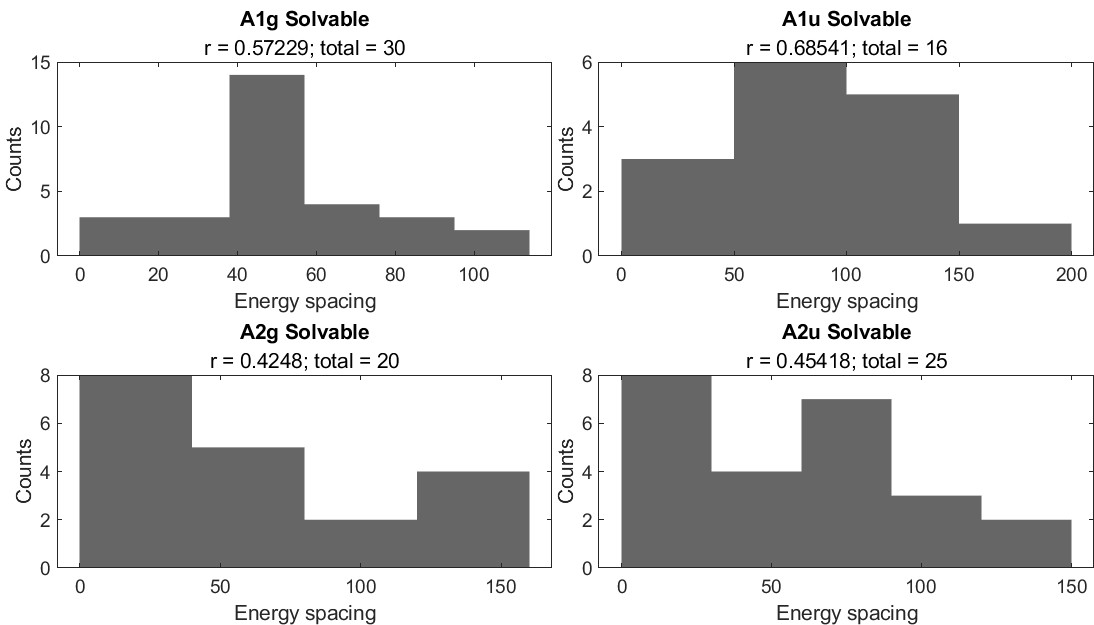 A1g Solvable
r = 0.57229; total = 30
15
10
5
0
Counts
0 20 40 60 80 100
Energy spacing
A1u Solvable
r = 0.68541; total = 16
6
4
2
0
Counts
0 50 100 150 200
Energy spacing
A2g Solvable
r = 0.4248; total = 20
8
6
4
2
0
Counts
0 50 100 150
Energy spacing
A2u Solvable
r = 0.45418; total = 25
8
6
4
2
0
Counts
0 50 100 150
Energy spacing